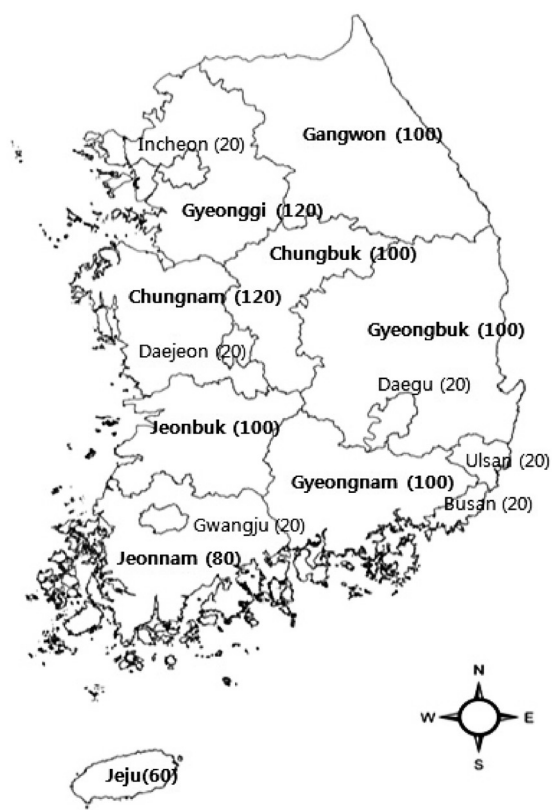 Incheon (20)
Gangwon (100)
Gyeonggi (120)
Chungbuk (100)
Chungnam (120)
Gyeongbuk (100)
Daejeon (20)
Daegu (20)
Jeonbuk (100)
Ulsan (20)
Gyeongnam (100)
Busan (20)
Gwangju (20)
Jeonnam (80)
N
W E
S
Jeju(60)